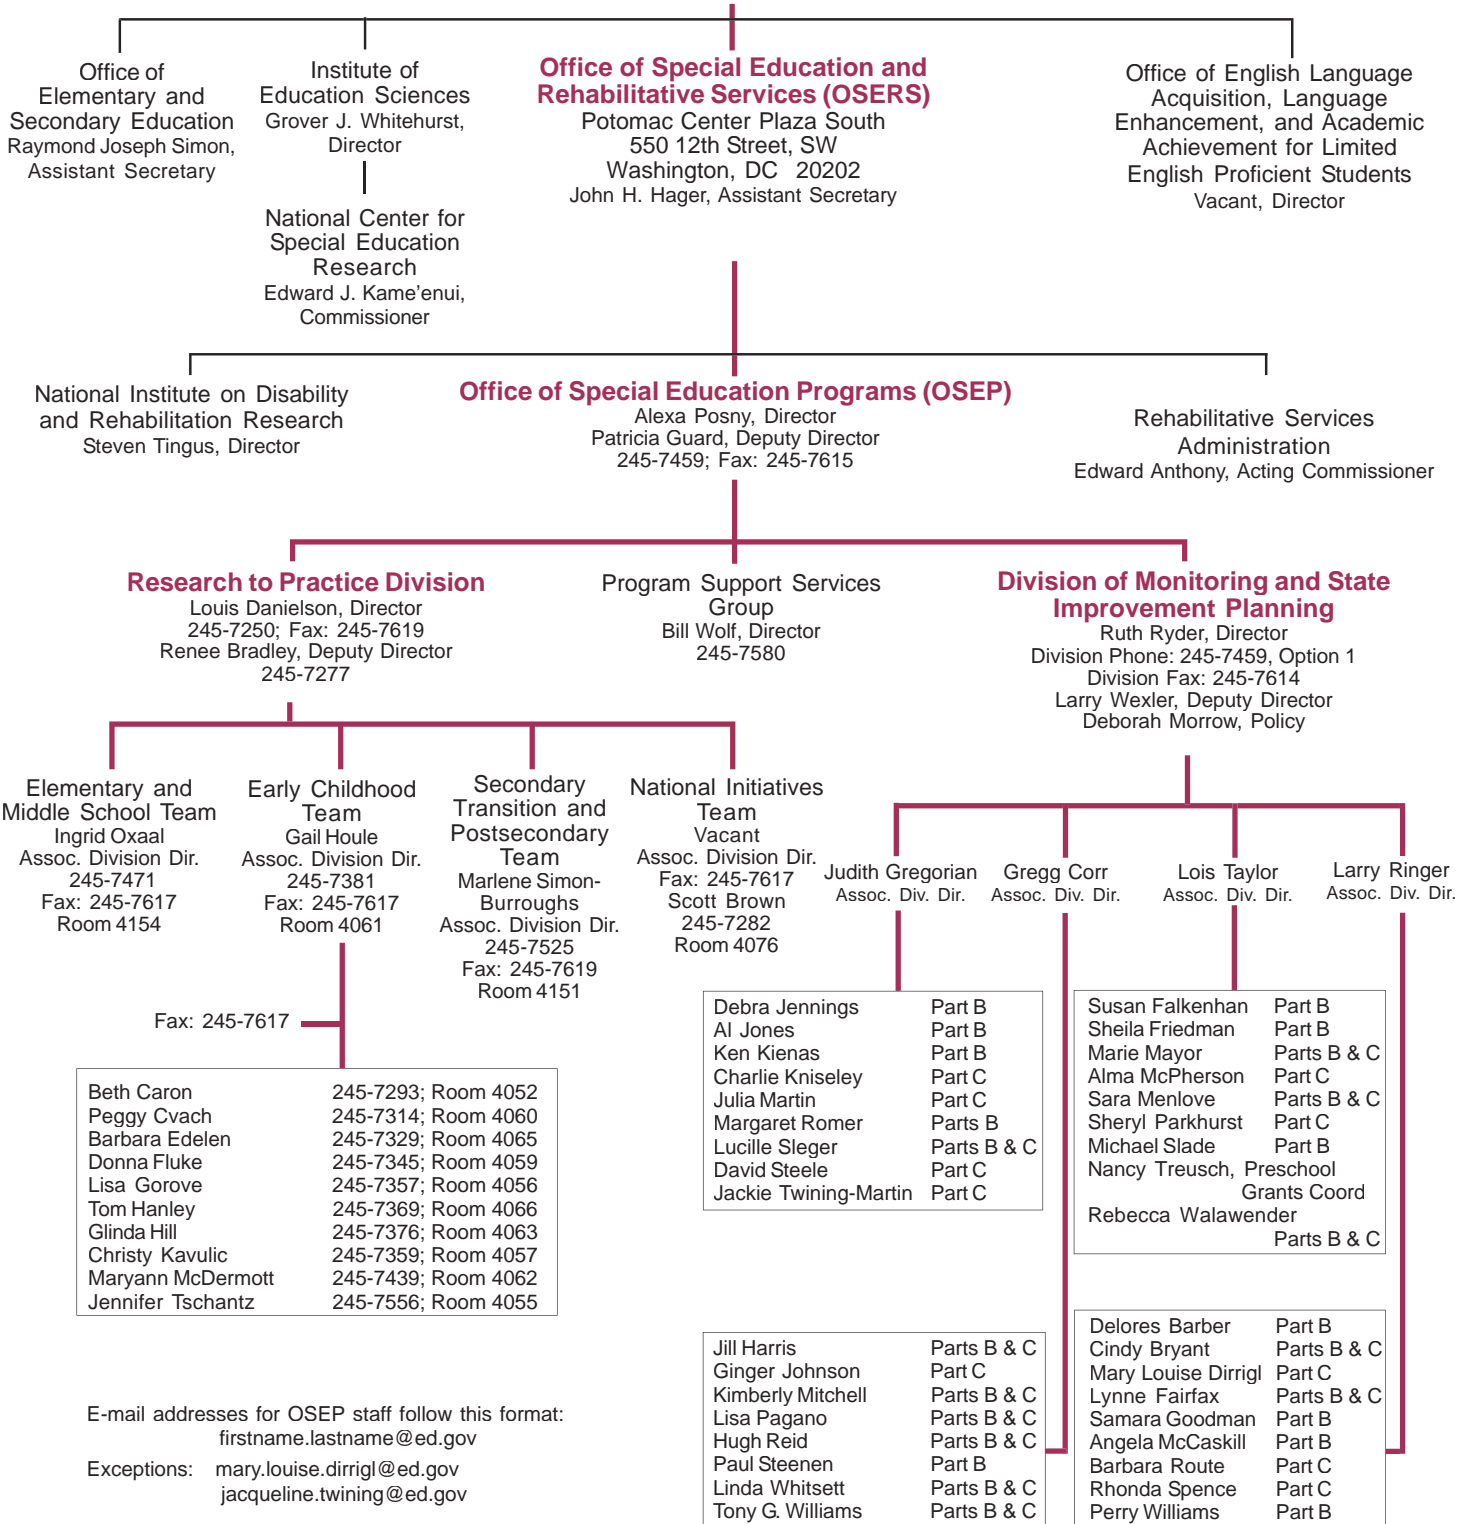 Office of
Elementary and
Secondary Education
Raymond Joseph Simon,
Assistant Secretary
Institute of
Education Sciences
Grover J. Whitehurst,
Director
National Center for
Special Education
Research
Edward J. Kame’enui,
Commissioner
Office of Special Education and
Rehabilitative Services (OSERS)
Potomac Center Plaza South
550 12th Street, SW
Washington, DC 20202
John H. Hager, Assistant Secretary
Office of English Language
Acquisition, Language
Enhancement, and Academic
Achievement for Limited
English Proficient Students
Vacant, Director
National Institute on Disability
and Rehabilitation Research
Steven Tingus, Director
Office of Special Education Programs (OSEP)
Alexa Posny, Director
Patricia Guard, Deputy Director
245-7459; Fax: 245-7615
Rehabilitative Services
Administration
Edward Anthony, Acting Commissioner
Research to Practice Division
Louis Danielson, Director
245-7250; Fax: 245-7619
Renee Bradley, Deputy Director
245-7277
Program Support Services
Group
Bill Wolf, Director
245-7580
Division of Monitoring and State
Improvement Planning
Ruth Ryder, Director
Division Phone: 245-7459, Option 1
Division Fax: 245-7614
Larry Wexler, Deputy Director
Deborah Morrow, Policy
Elementary and
Middle School Team
Ingrid Oxaal
Assoc. Division Dir.
245-7471
Fax: 245-7617
Room 4154
Early Childhood
Team
Gail Houle
Assoc. Division Dir.
245-7381
Fax: 245-7617
Room 4061
Secondary
Transition and
Postsecondary
Team
Marlene Simon-
Burroughs
Assoc. Division Dir.
245-7525
Fax: 245-7619
Room 4151
National Initiatives
Team
Vacant
Assoc. Division Dir.
Fax: 245-7617
Scott Brown
245-7282
Room 4076
Judith Gregorian
Assoc. Div. Dir.
Gregg Corr
Assoc. Div. Dir.
Lois Taylor
Assoc. Div. Dir.
Larry Ringer
Assoc. Div. Dir.
Fax: 245-7617
Beth Caron 245-7293; Room 4052
Peggy Cvach 245-7314; Room 4060
Barbara Edelen 245-7329; Room 4065
Donna Fluke 245-7345; Room 4059
Lisa Gorove 245-7357; Room 4056
Tom Hanley 245-7369; Room 4066
Glinda Hill 245-7376; Room 4063
Christy Kavulic 245-7359; Room 4057
Maryann McDermott 245-7439; Room 4062
Jennifer Tschantz 245-7556; Room 4055
Debra Jennings Part B
Al Jones Part B
Ken Kienas Part B
Charlie Kniseley Part C
Julia Martin Part C
Margaret Romer Parts B
Lucille Sleger Parts B & C
David Steele Part C
Jackie Twining-Martin Part C
Susan Falkenhan Part B
Sheila Friedman Part B
Marie Mayor Parts B & C
Alma McPherson Part C
Sara Menlove Parts B & C
Sheryl Parkhurst Part C
Michael Slade Part B
Nancy Treusch, Preschool
Grants Coord
Rebecca Walawender
Parts B & C
Jill Harris Parts B & C
Ginger Johnson Part C
Kimberly Mitchell Parts B & C
Lisa Pagano Parts B & C
Hugh Reid Parts B & C
Paul Steenen Part B
Linda Whitsett Parts B & C
Tony G. Williams Parts B & C
Delores Barber Part B
Cindy Bryant Parts B & C
Mary Louise Dirrigl Part C
Lynne Fairfax Parts B & C
Samara Goodman Part B
Angela McCaskill Part B
Barbara Route Part C
Rhonda Spence Part C
Perry Williams Part B
E-mail addresses for OSEP staff follow this format:
firstname.lastname@ed.gov
Exceptions: mary.louise.dirrigl@ed.gov
jacqueline.twining@ed.gov